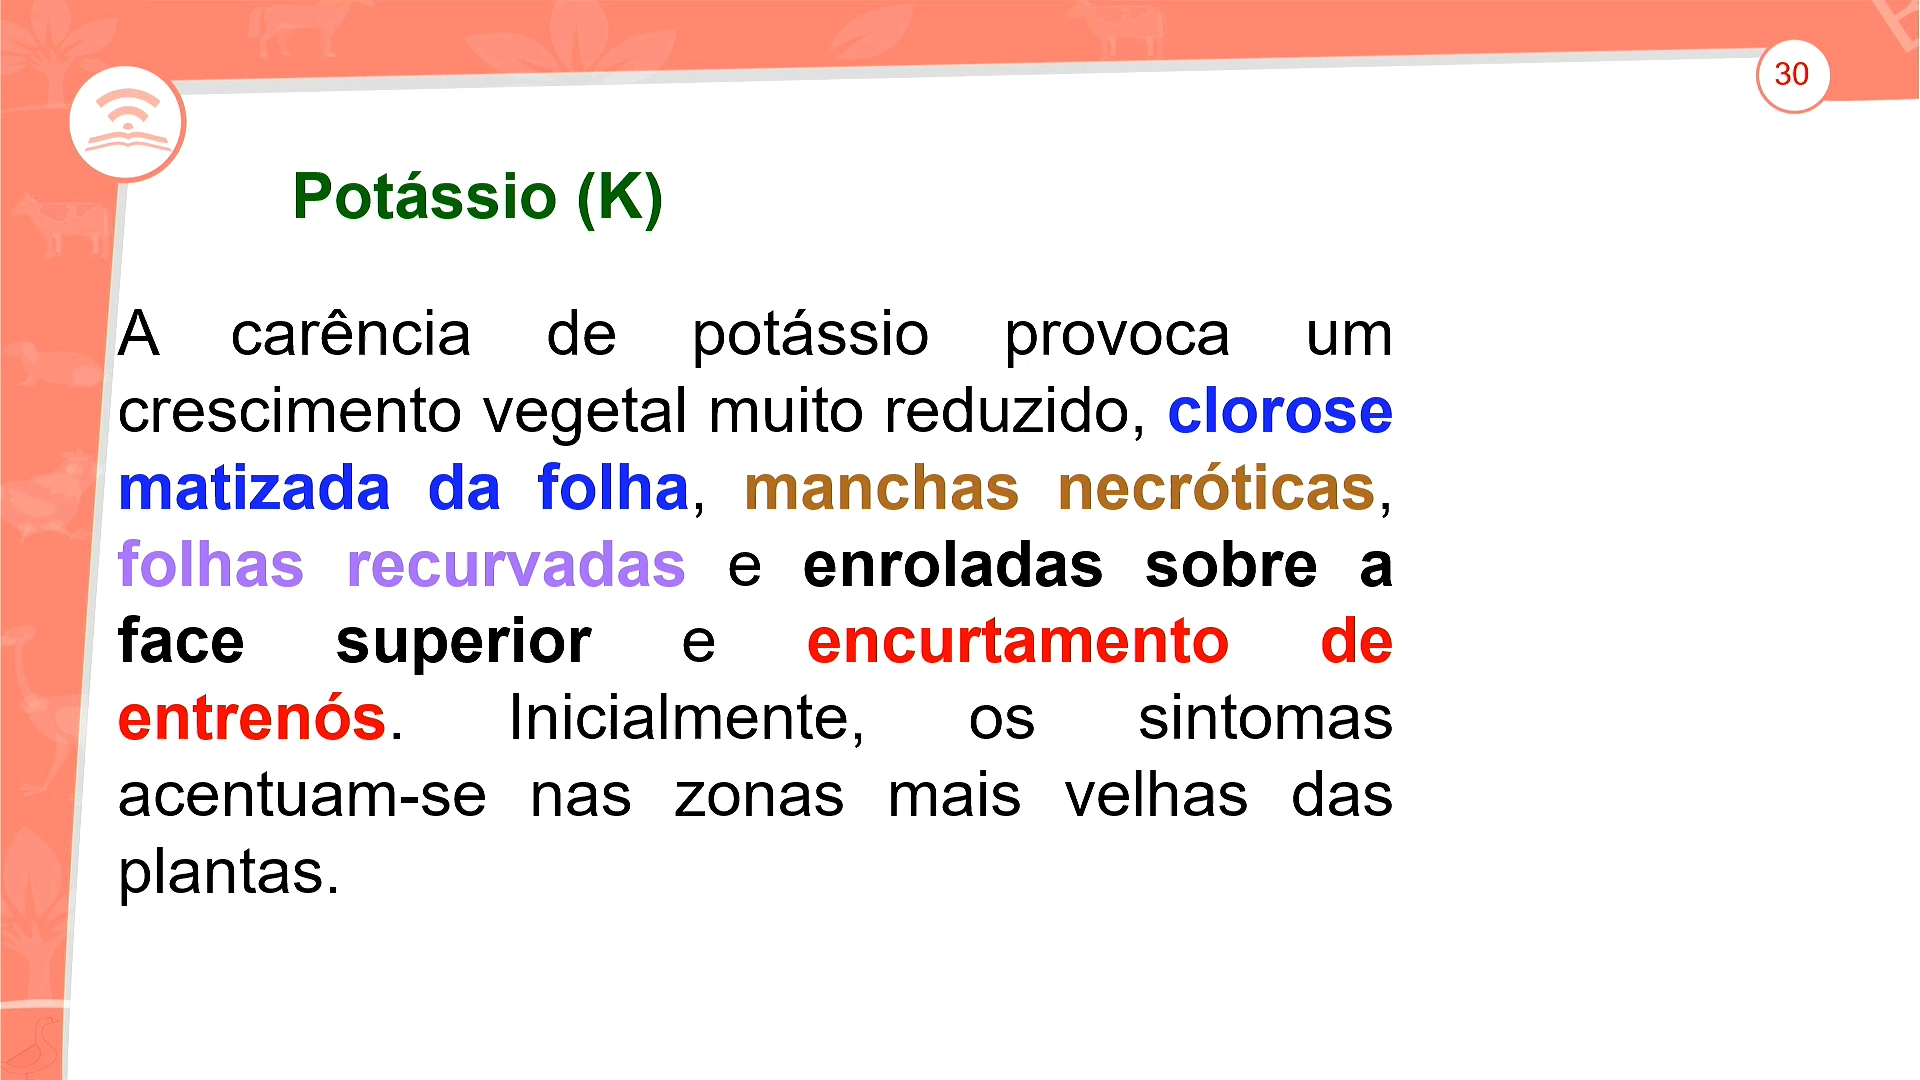 30
Potássio (K)
A carência de potássio provoca um
crescimento vegetal muito reduzido, clorose
matizada da folha, manchas necróticas,
folhas recurvadas e enroladas sobre a
face superior e encurtamento de
entrenós. Inicialmente, os sintomas
acentuam-se nas zonas mais velhas das
plantas.